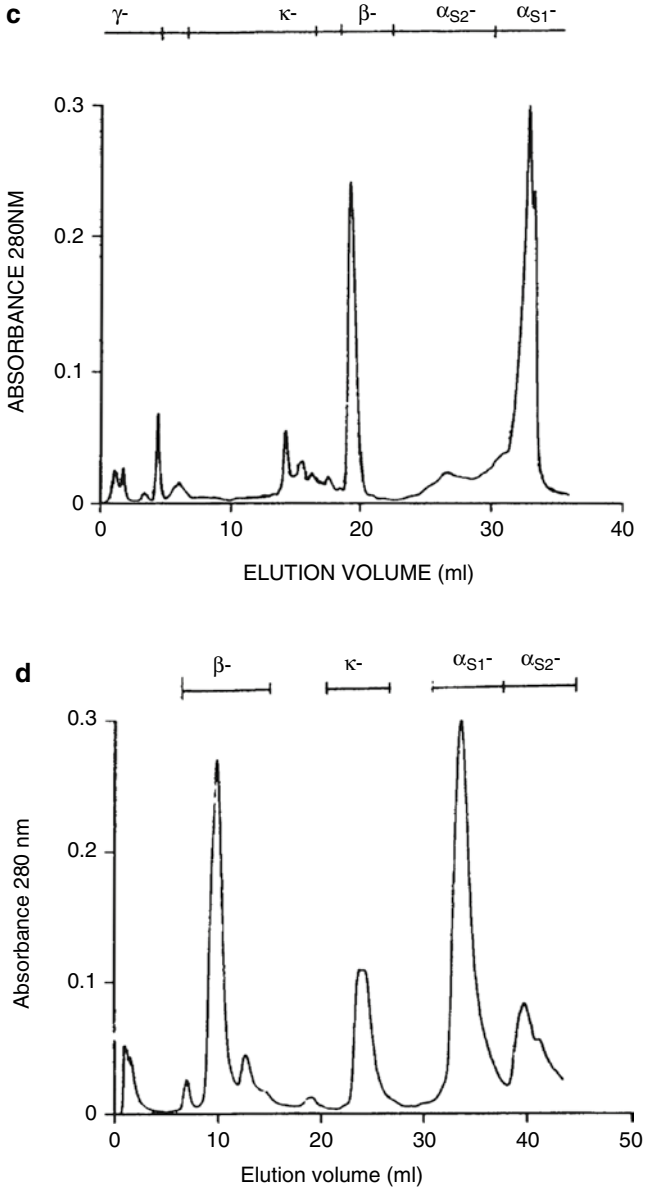 c
γ- κ- β- αS2- αS1-
ABSORBANCE 280NM
0.3
0.2
0.1
0
0 10 20 30 40
ELUTION VOLUME (ml)
d
β- κ- αS1- αS2-
Absorbance 280 nm
0.3
0.2
0.1
0
0 10 20 30 40 50
Elution volume (ml)